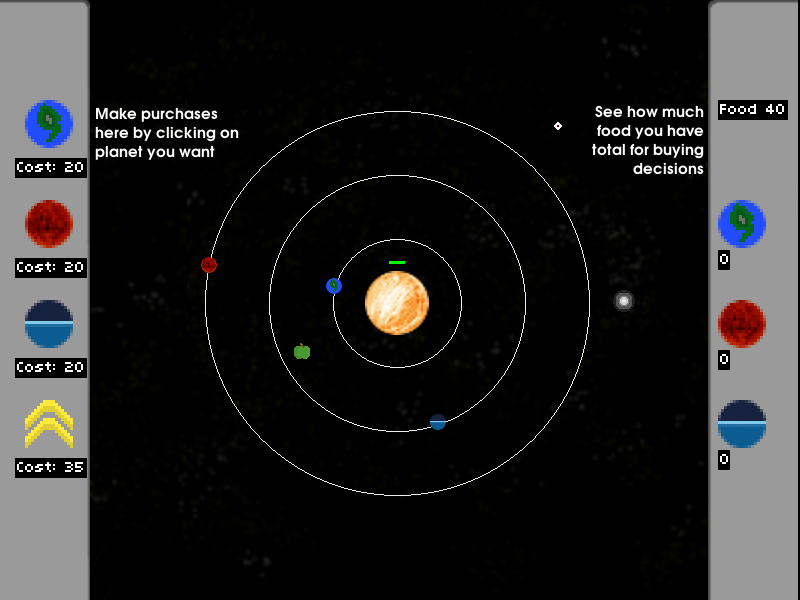 Make purchases
here by clicking on
planet you want
Cost: 20
Cost: 20
Cost: 20
Cost: 35
See how much
food you have
total for buying
decisions
Food 40
0
0
0